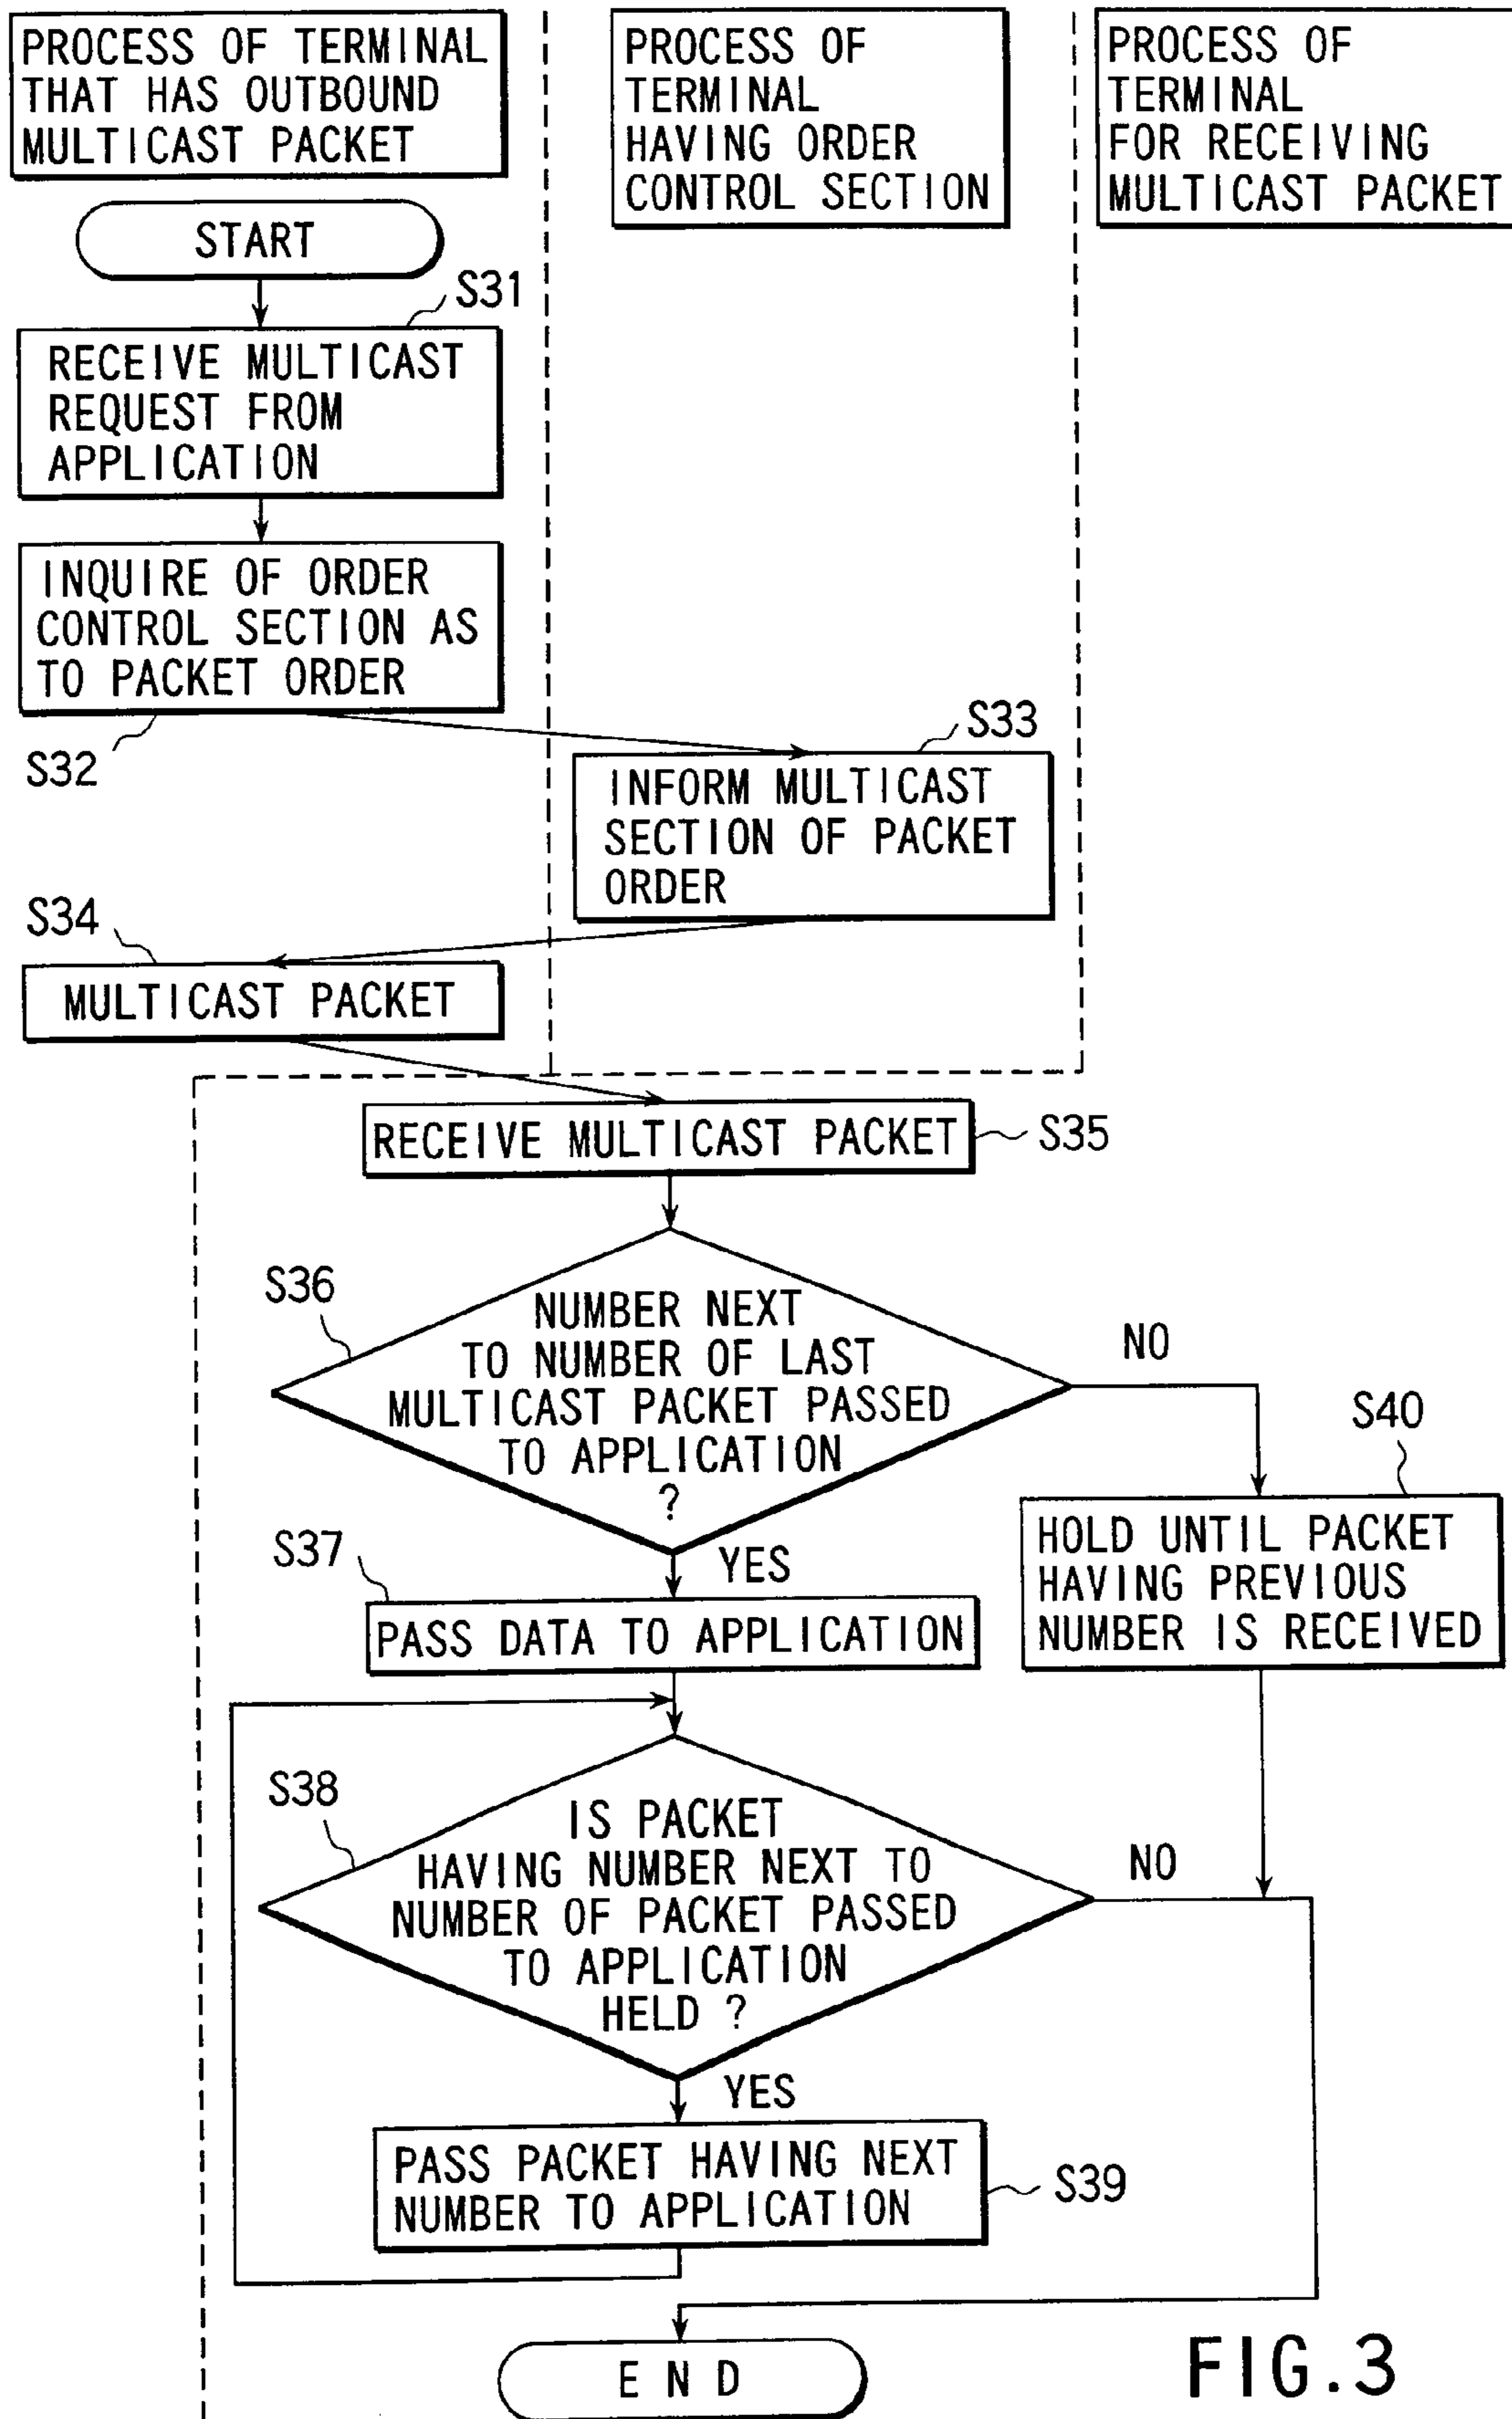 PROCESS OF TERMINAL
THAT HAS OUTBOUND
MULTICAST PACKET
PROCESS OF
TERMINAL
HAVING ORDER
CONTROL SECTION
PROCESS OF
TERMINAL
FOR RECEIVING
MULTICAST PACKET
START
S31
RECEIVE MULTICAST
REQUEST FROM
APPLICATION
INQUIRE OF ORDER
CONTROL SECTION AS
TO PACKET ORDER
S32
S33
INFORM MULTICAST
SECTION OF PACKET
ORDER
S34
MULTICAST PACKET
RECEIVE MULTICAST PACKET
S35
S36
NUMBER NEXT
TO NUMBER OF LAST
MULTICAST PACKET PASSED
TO APPLICATION
?
NO
S40
HOLD UNTIL PACKET
HAVING PREVIOUS
NUMBER IS RECEIVED
YES
S37
PASS DATA TO APPLICATION
S38
IS PACKET
HAVING NUMBER NEXT TO
NUMBER OF PACKET PASSED
TO APPLICATION
HELD ?
NO
YES
PASS PACKET HAVING NEXT
NUMBER TO APPLICATION
S39
END
FIG.3